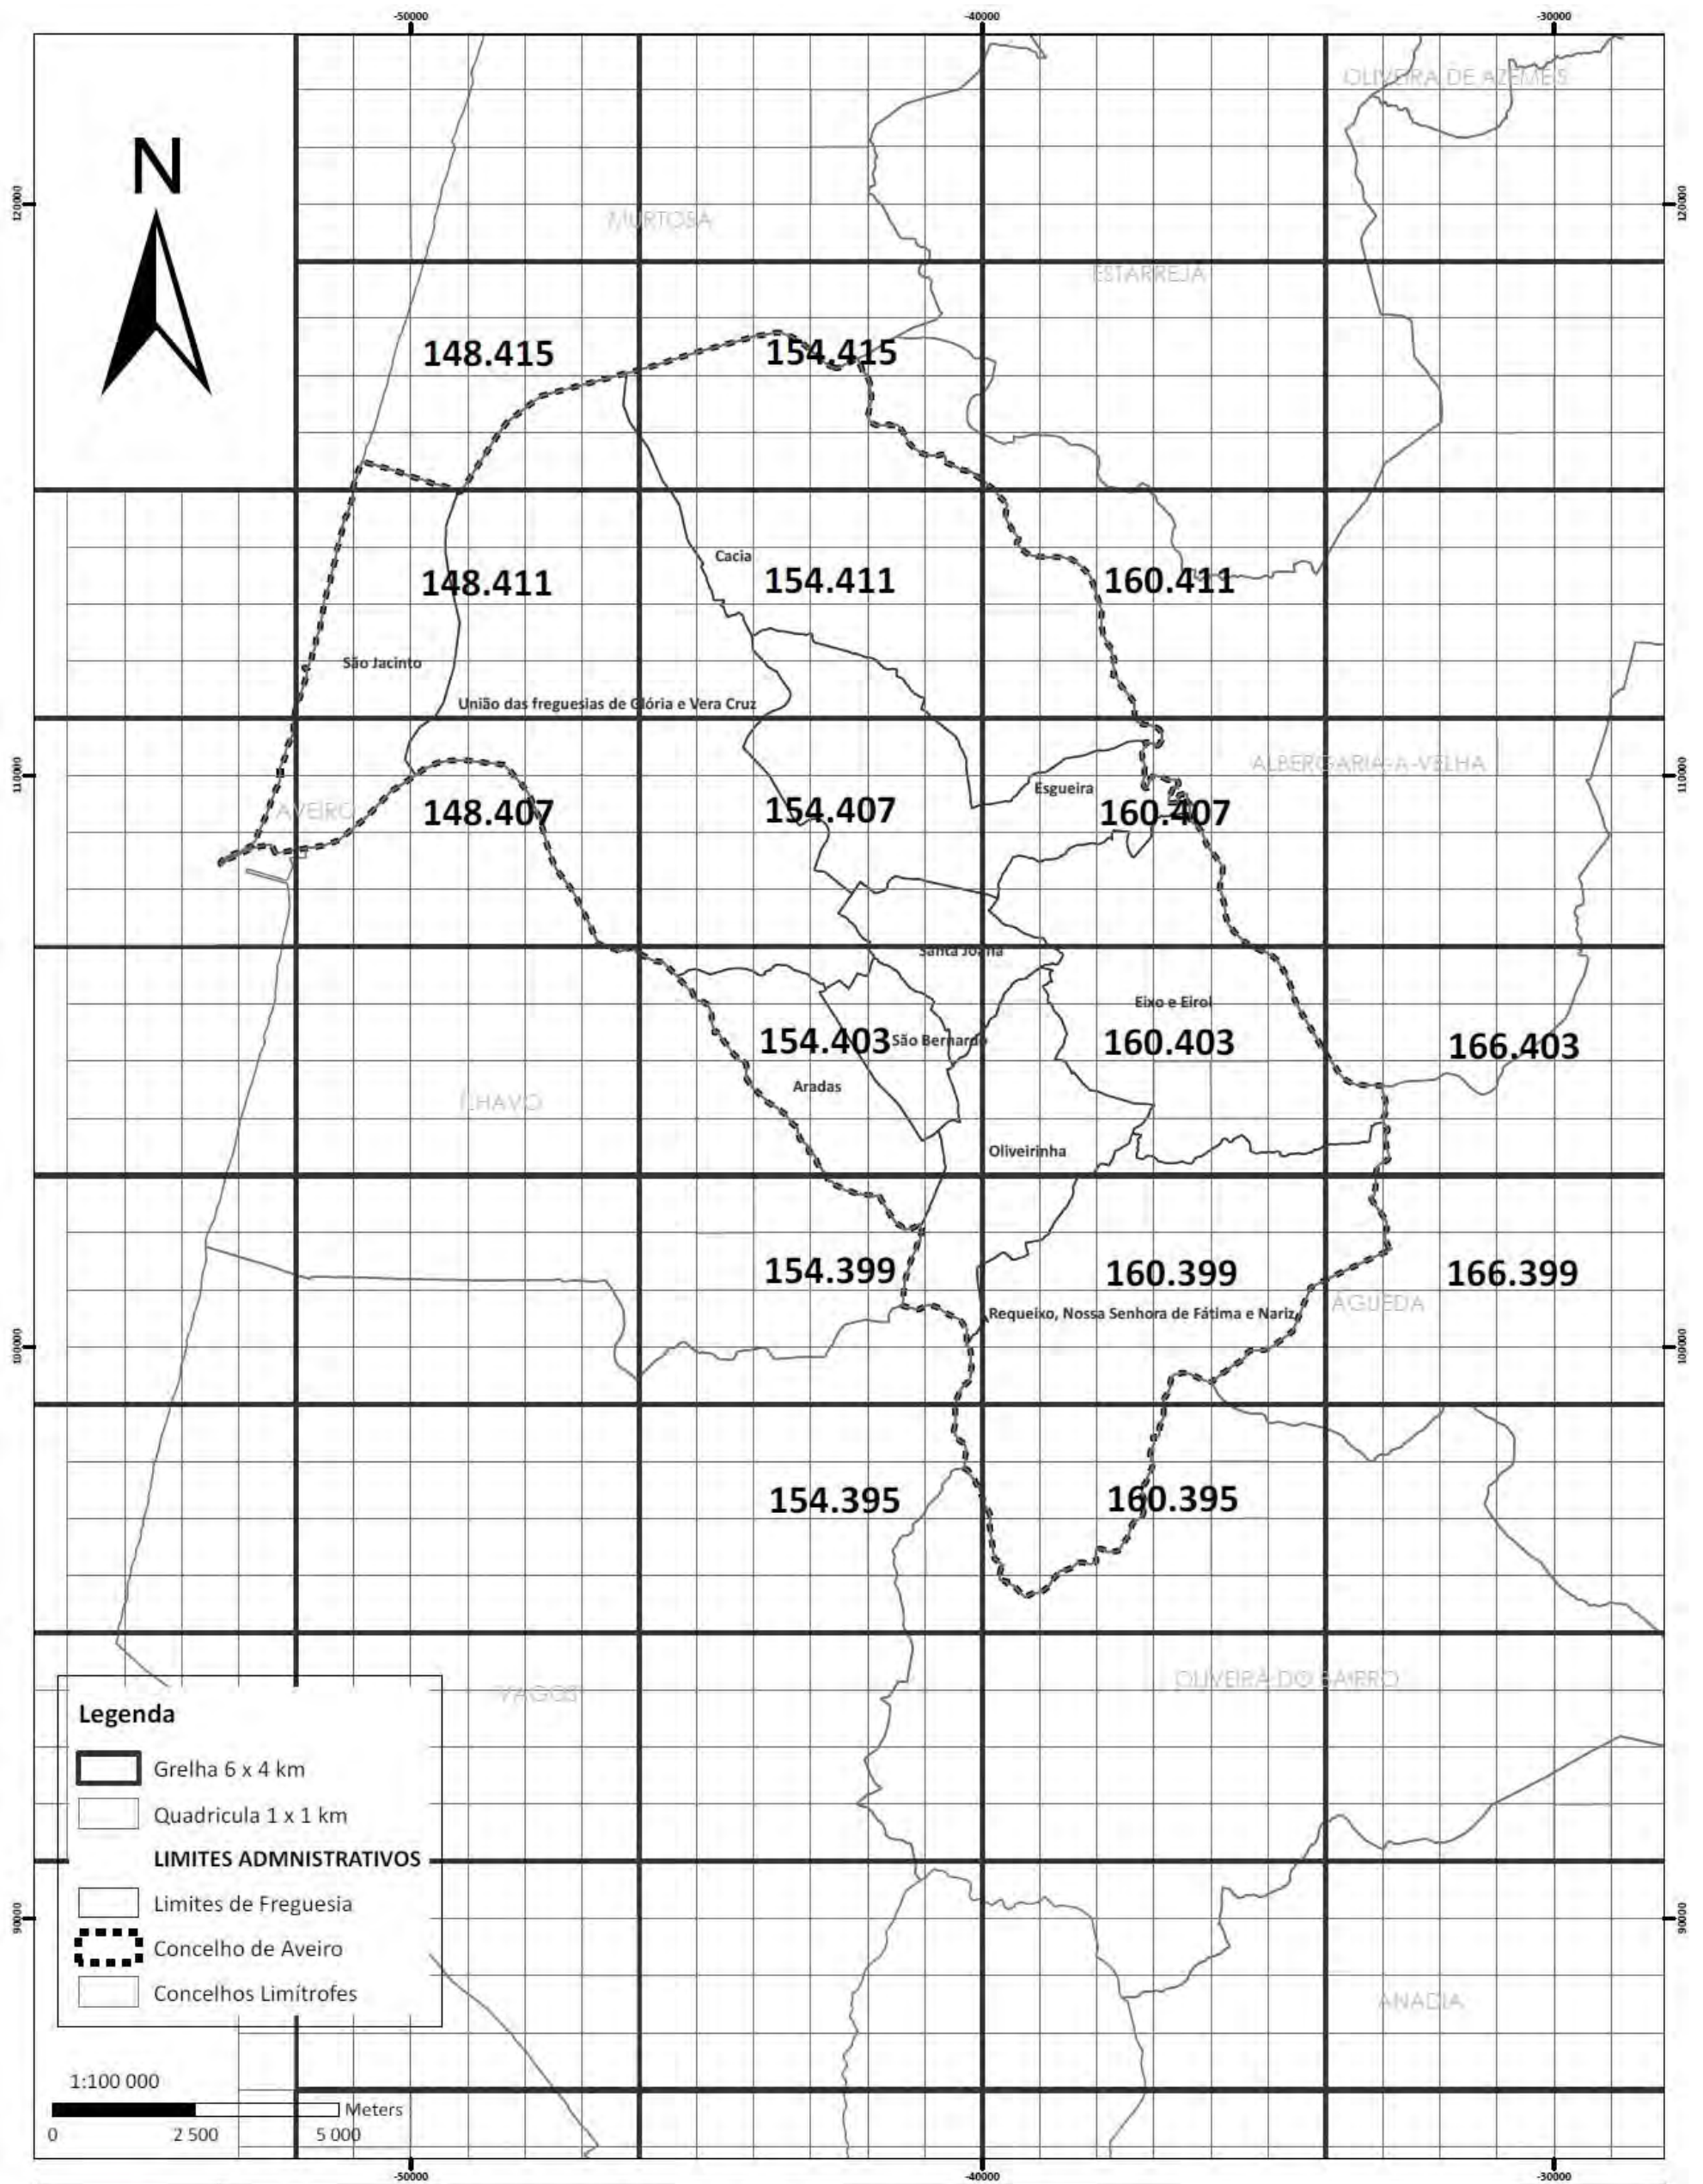 -50000
-40000
-30000
OLIVEIRA DE AZEMEIS
N
120000
120000
MURTOSA
ESTARREJA
148.415
154.415
Cacia
148.411
154.411
160.411
São Jacinto
União das freguesias de Glória e Vera Cruz
110000
110000
ALBERGARIA-A-VELHA
Esgueira
AVEIRO
148.407
154.407
160.407
Santa Joana
Eixo e Eirol
154.403
São Bernardo
160.403
166.403
Aradas
ÍLHAVO
Oliveirinha
154.399
160.399
166.399
ÁGUEDA
Requeixo, Nossa Senhora de Fátima e Nariz
100000
100000
154.395
160.395
OLIVEIRA DO BAIRRO
VAGOS
Legenda
Grelha 6 x 4 km
Quadricula 1 x 1 km
LIMITES ADMNISTRATIVOS
Limites de Freguesia
Concelho de Aveiro
Concelhos Limítrofes
90000
90000
ANADIA
1:100 000
Meters
0
2 500
5 000
-50000
-40000
-30000